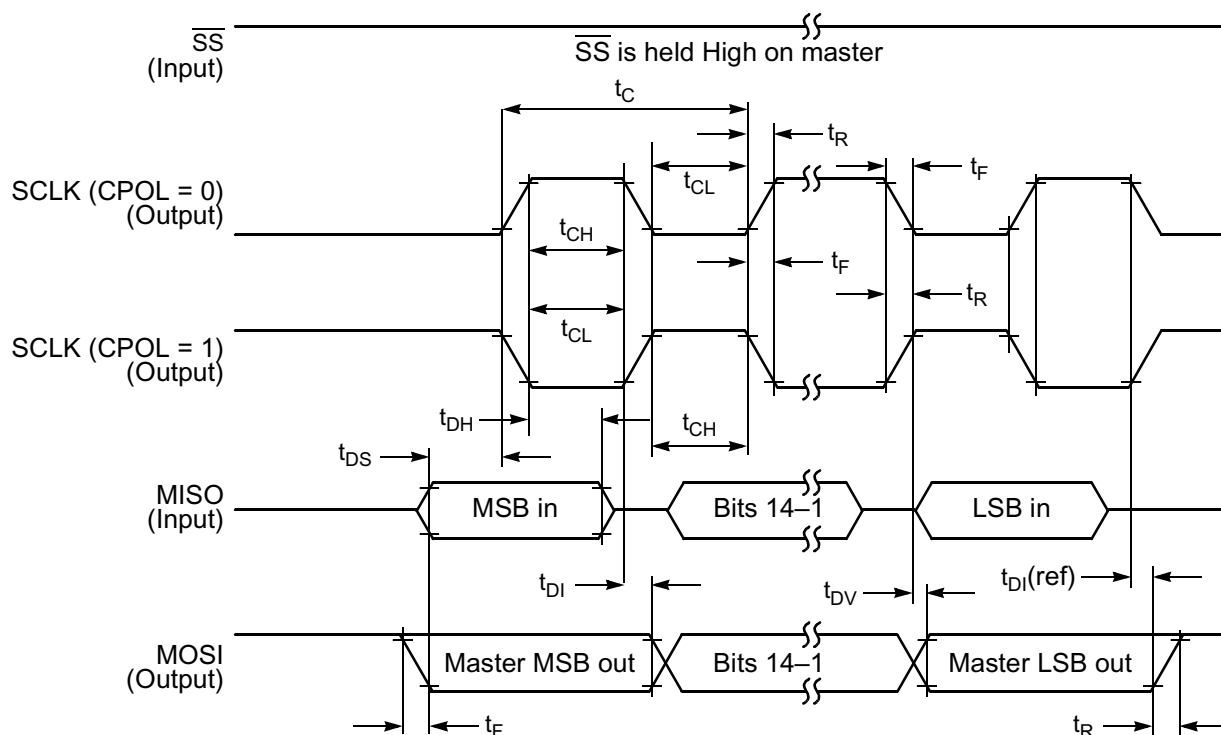 SS
(Input)
SS is held High on master
tC
tR
tCL
tF
SCLK (CPOL = 0)
(Output)
tCH
tF
tR
tCL
SCLK (CPOL = 1)
(Output)
tDH
tCH
tDS
MISO
(Input)
MSB in
Bits 14–1
LSB in
tDI
tDV
tDI(ref)
MOSI
(Output)
Master MSB out
Bits 14–1
Master LSB out
tF
tR